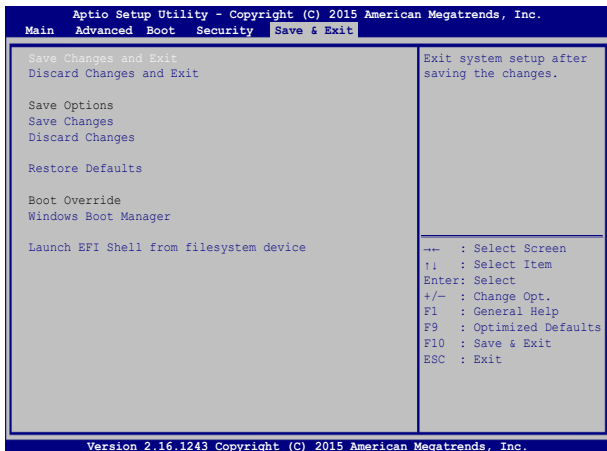 Aptio Setup Utility - Copyright (C) 2015 American Megatrends, Inc.
Main Advanced Boot Security Save & Exit
Save Changes and Exit
Discard Changes and Exit
Save Options
Save Changes
Discard Changes
Restore Defaults
Boot Override
Windows Boot Manager
Launch EFI Shell from filesystem device
Exit system setup after
saving the changes.
→← : Select Screen
↑↓ : Select Item
Enter: Select
+/— : Change Opt.
F1 : General Help
F9 : Optimized Defaults
F10 : Save & Exit
ESC : Exit
Version 2.16.1243 Copyright (C) 2015 American Megatrends, Inc.